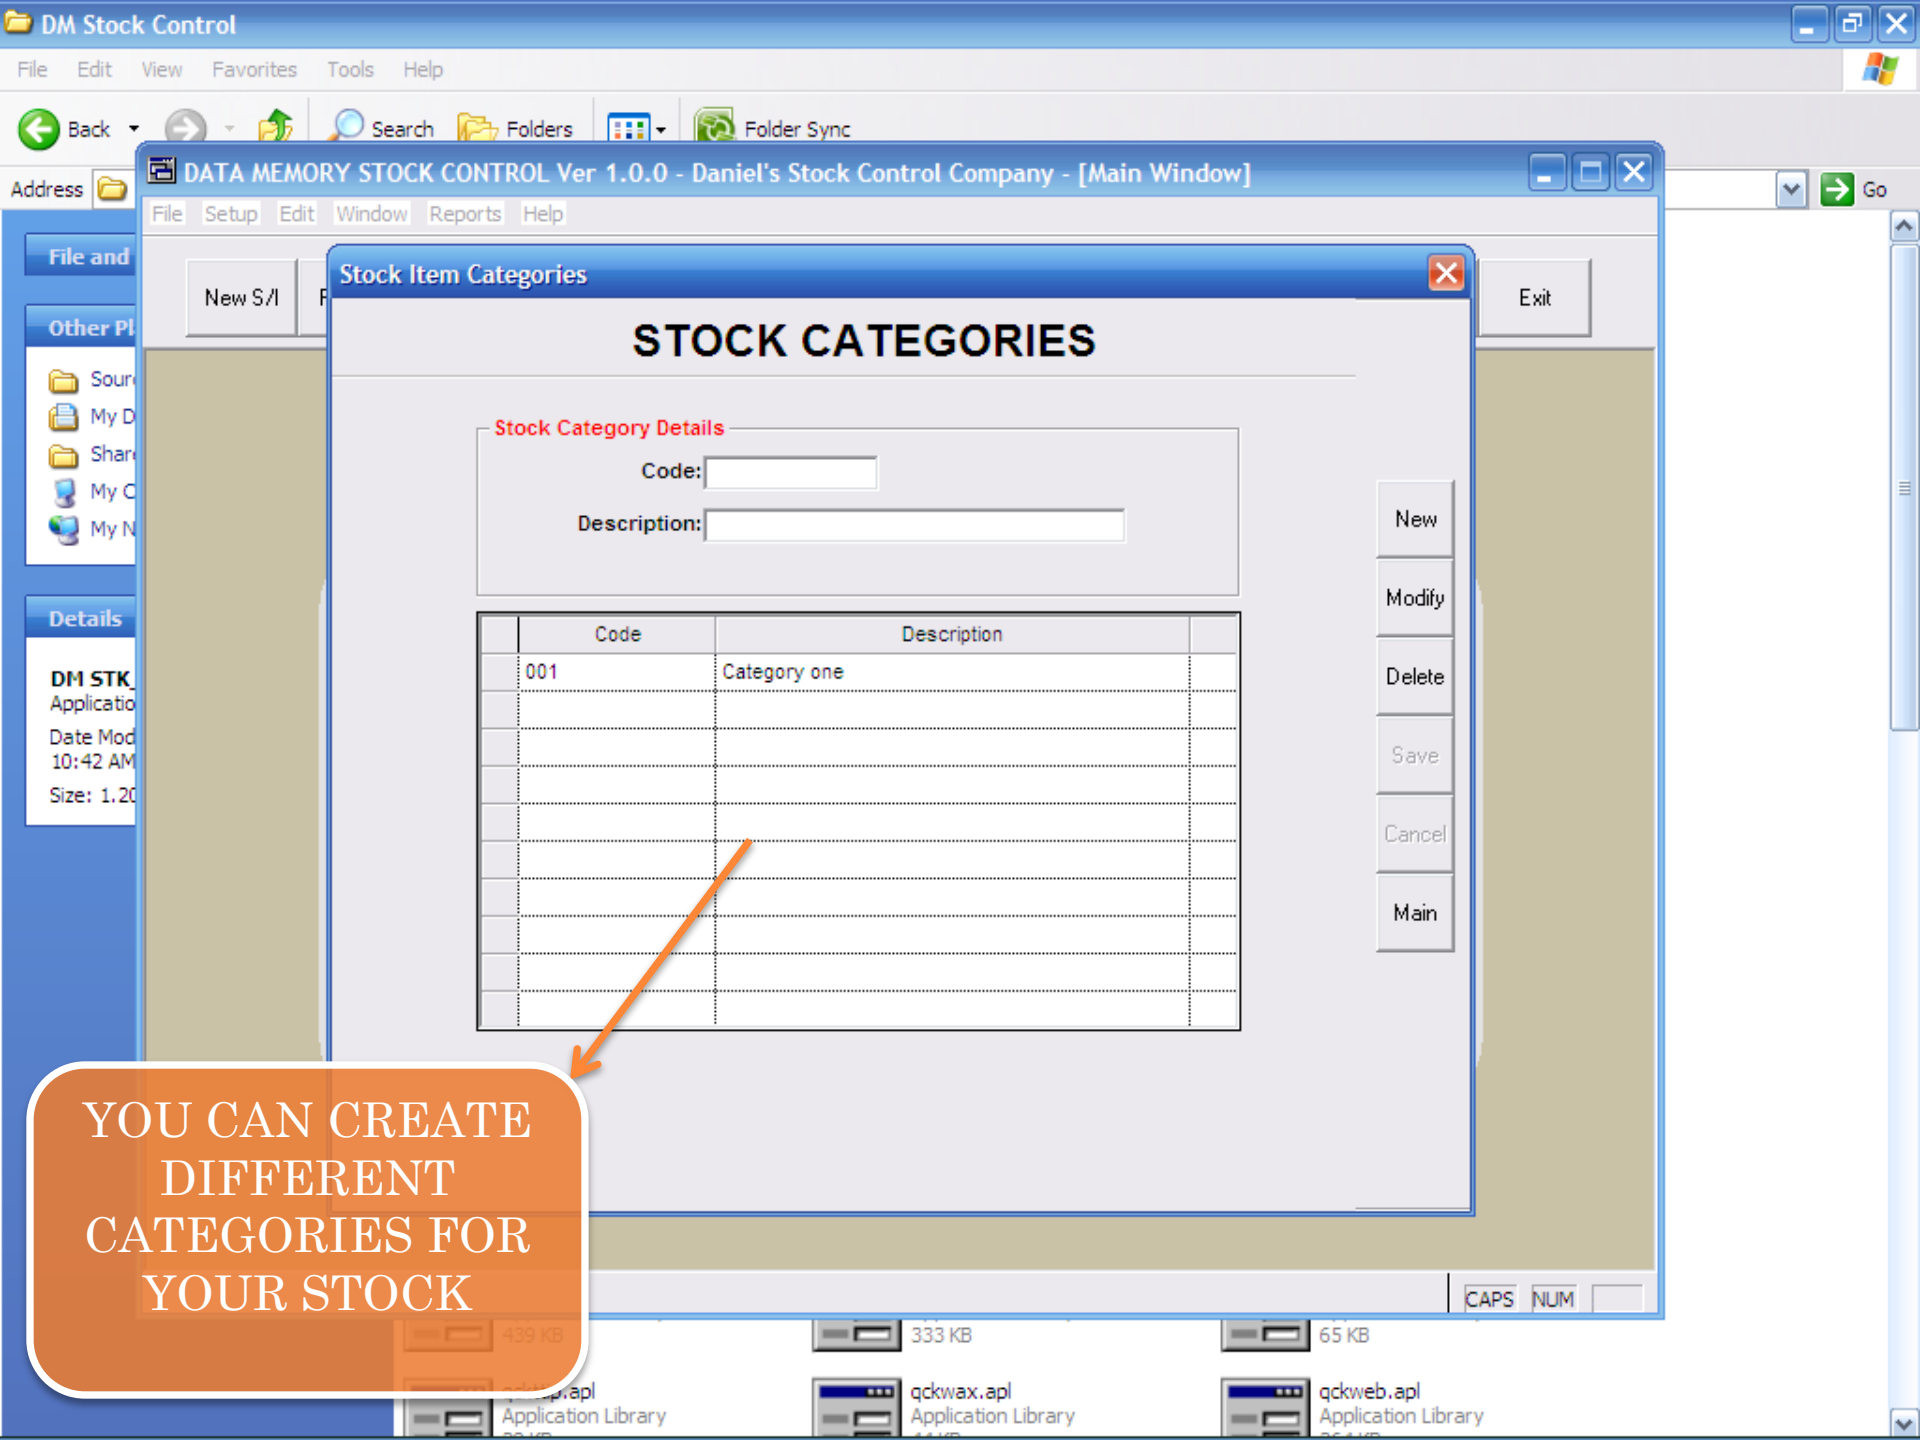 DM Stock Control
File Edit View Favorites Tools Help
Back Search Folders Folder Sync
Address Go
DATA MEMORY STOCK CONTROL Ver 1.0.0 - Daniel's Stock Control Company - [Main Window]
File Setup Edit Window Reports Help
File and
Other Pl
My D
My C
My N
Details
DM STK_
Applicatio
Date Mod
10:42 AM
Size: 1.20
New S/I
Exit
Stock Item Categories
STOCK CATEGORIES
Stock Category Details
Code:
Description:
Code Description
001 Category one
New
Modify
Delete
Save
Cancel
Main
YOU CAN CREATE
DIFFERENT
CATEGORIES FOR
YOUR STOCK
CAPS NUM
439 KB 333 KB 65 KB
qckwax.apl qckweb.apl
Application Library Application Library Application Library